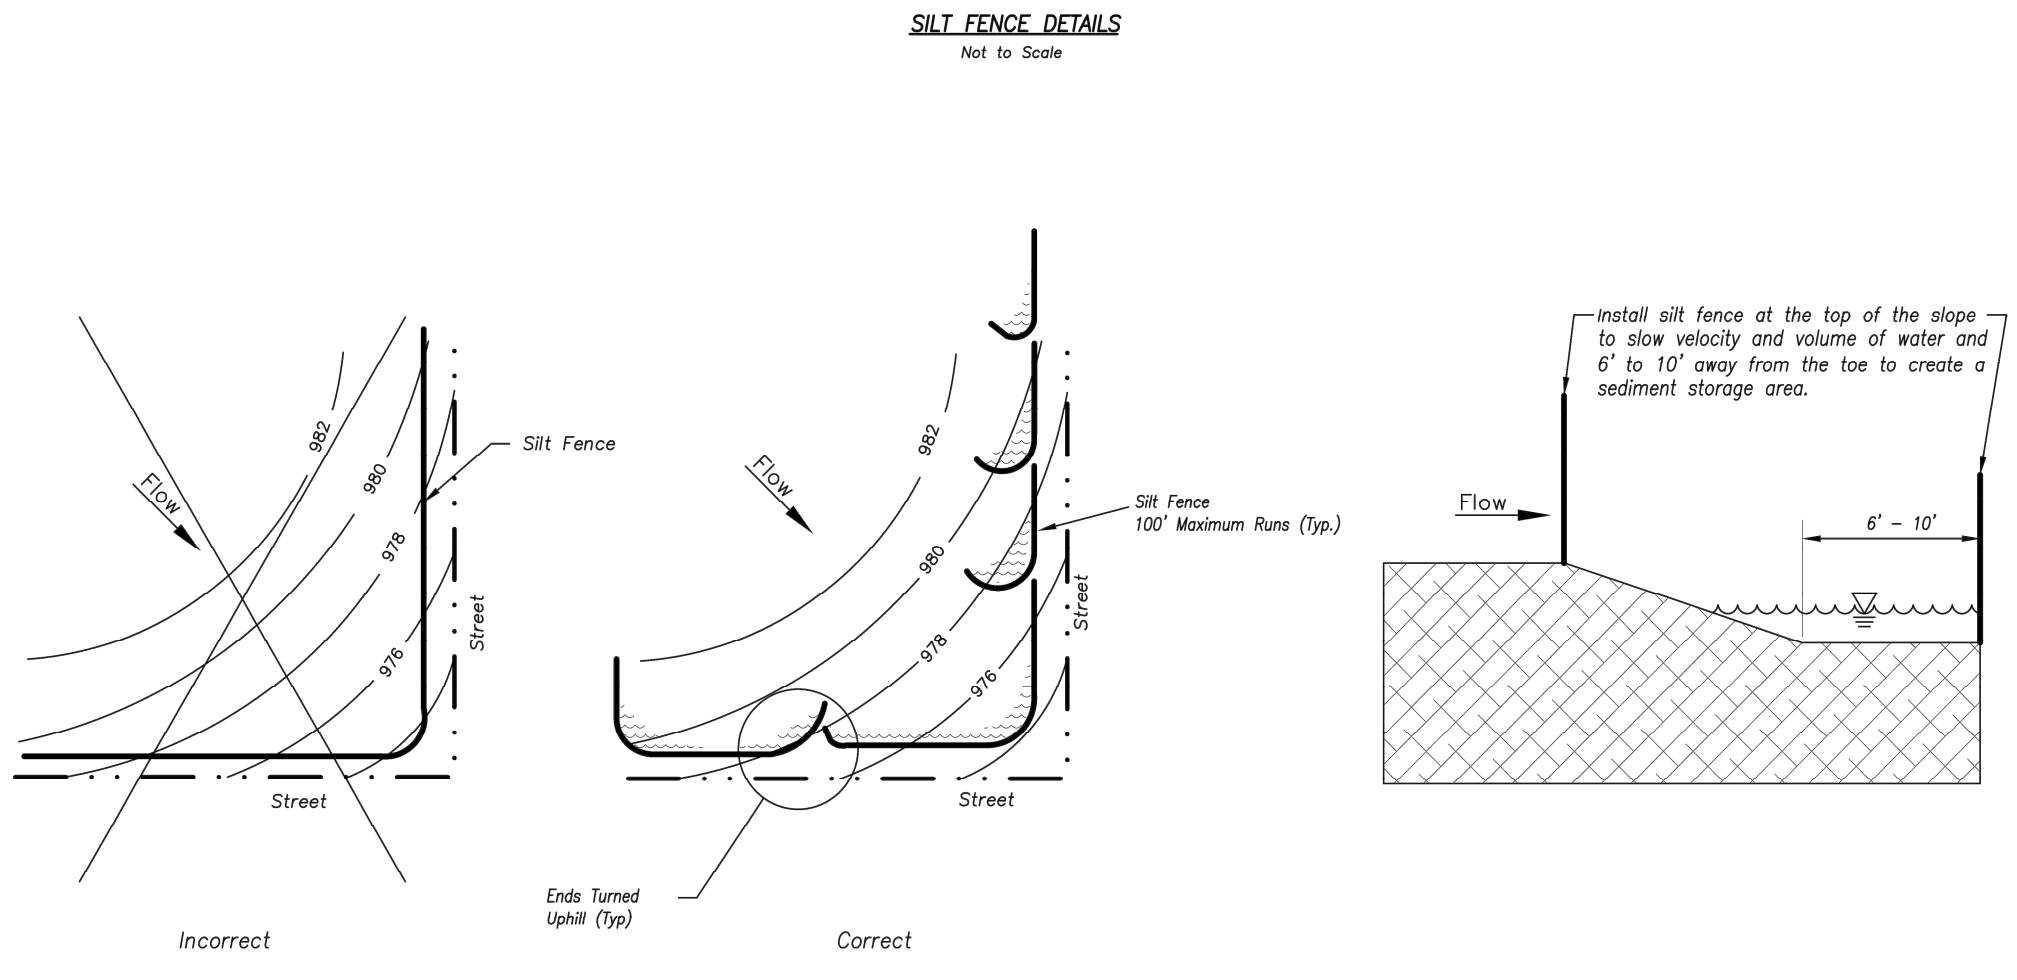 SILT FENCE DETAILS
Not to Scale
982
980
978
976
Flow
Silt Fence
Street
Street
Incorrect
982
980
978
976
Flow
Silt Fence
100' Maximum Runs (Typ.)
Street
Street
Ends Turned
Uphill (Typ)
Correct
Install silt fence at the top of the slope
to slow velocity and volume of water and
6' to 10' away from the toe to create a
sediment storage area.
Flow
6' - 10'